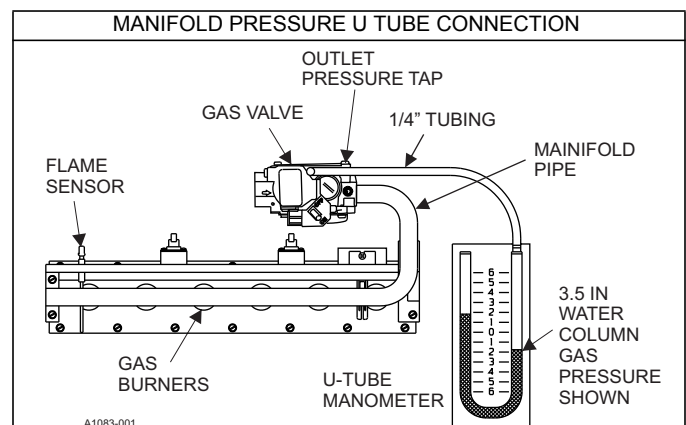 MANIFOLD PRESSURE U TUBE CONNECTION
OUTLET
PRESSURE TAP
GAS VALVE
1/4” TUBING
FLAME
SENSOR
MAINIFOLD
PIPE
6
5
4
3
2
1
0
1
2
3
4
5
6
3.5 IN
WATER
COLUMN
GAS
PRESSURE
SHOWN
GAS
BURNERS
U-TUBE
MANOMETER
A1083-001